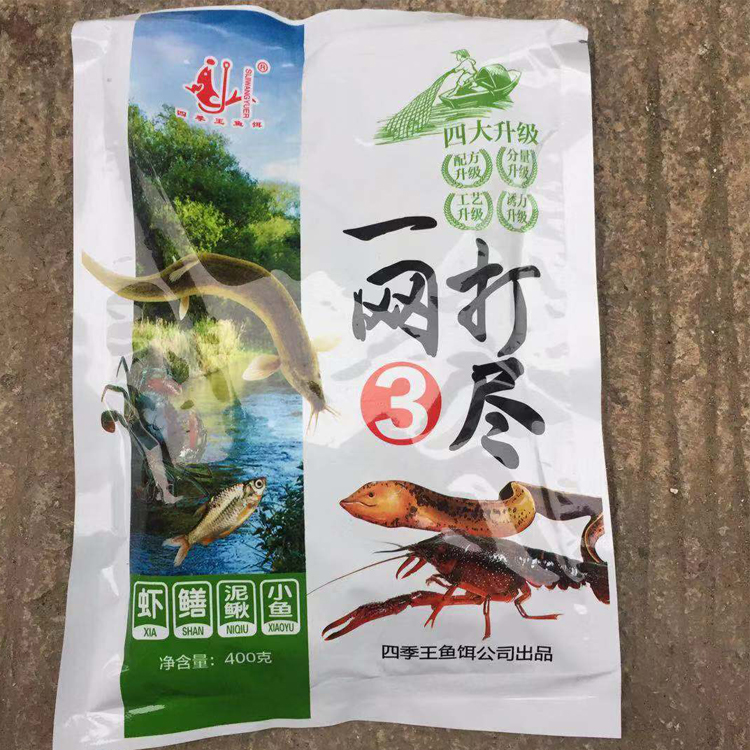 SIJIWANGYUER
®
四季王鱼饵
四大升级
配方
升级
分量
升级
工艺
升级
诱力
升级
一网
打尽
3
虾
XIA
鳝
SHAN
泥鳅
NIQIU
小鱼
XIAOYU
净含量：400克
四季王鱼饵公司出品